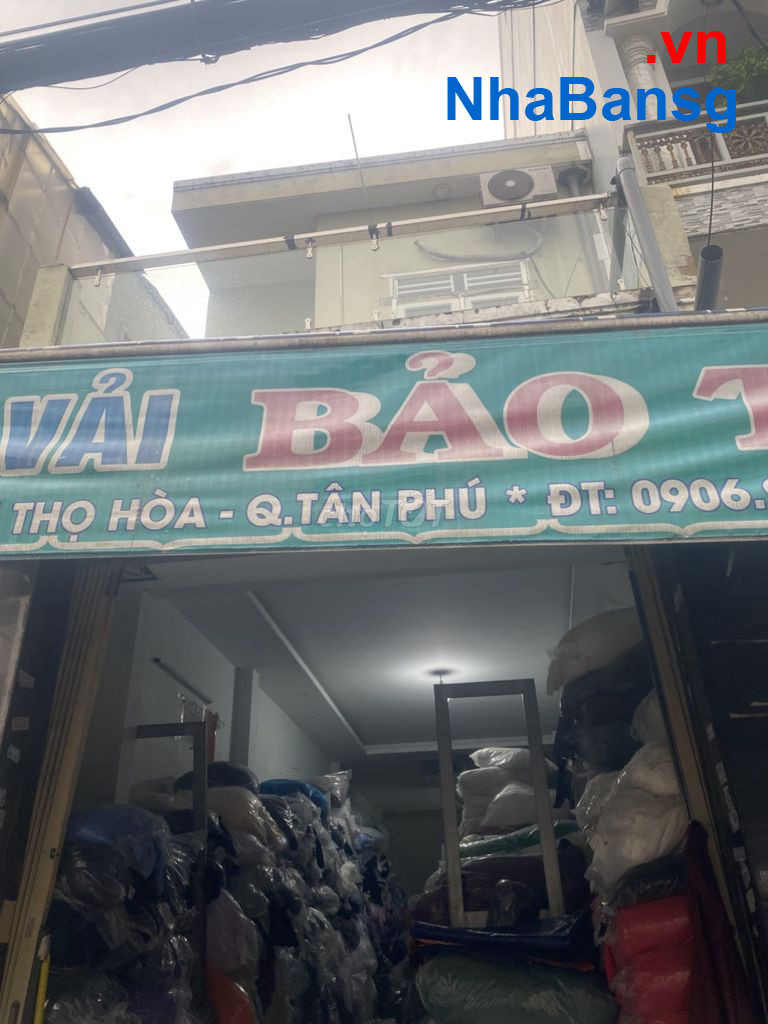 .vn
NhaBansg
VẢI BẢO
THỌ HÒA - Q.TÂN PHÚ * ĐT: 0906.